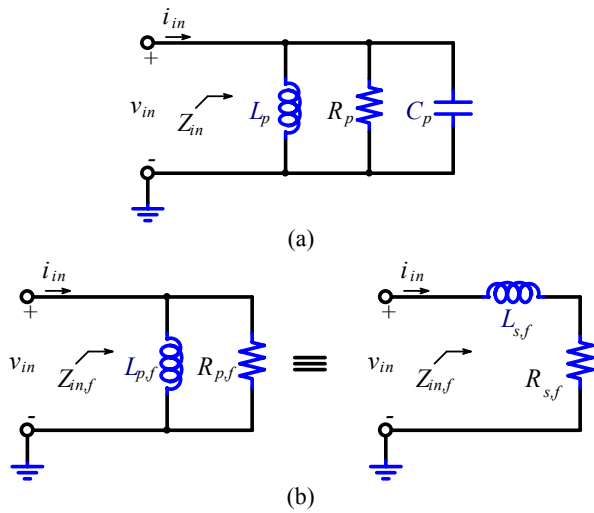 i_in
+
v_in
Z_in
L_p
R_p
C_p
-
(a)
i_in
+
v_in
Z_in,f
L_p,f
R_p,f
-
i_in
+
L_s,f
v_in
Z_in,f
R_s,f
-
(b)